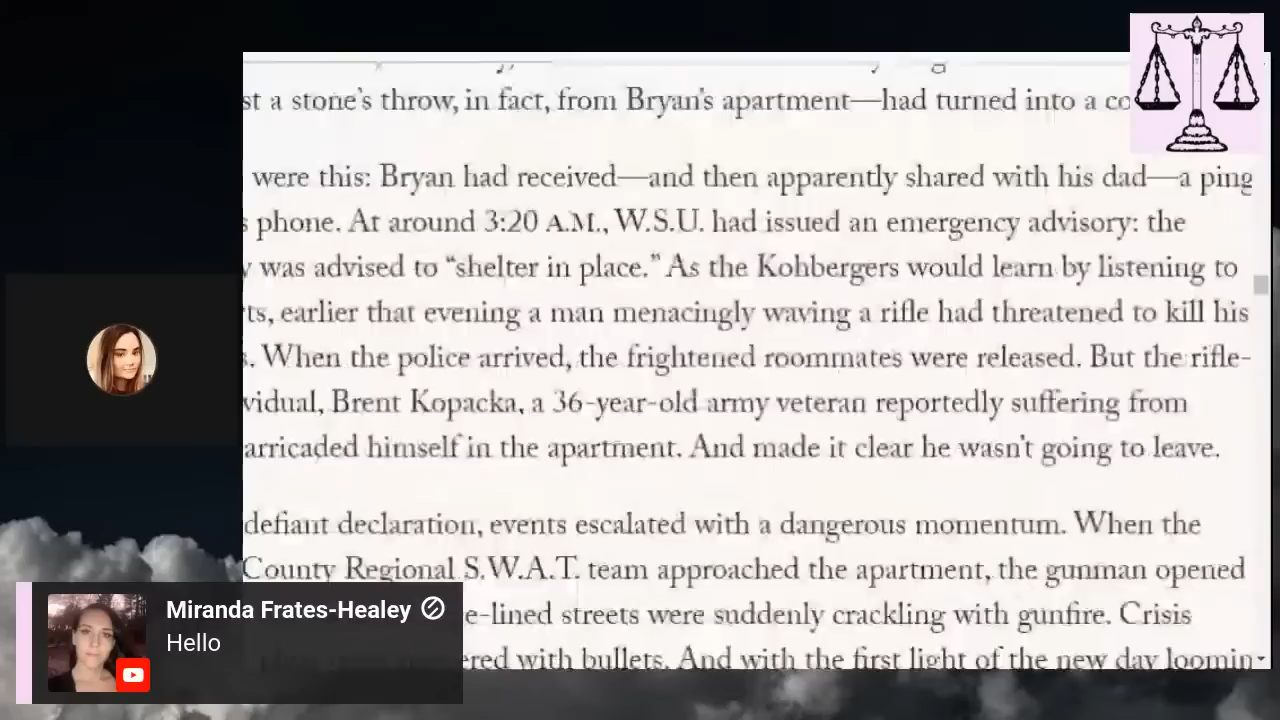 st a stone's throw, in fact, from Bryan's apartment—had turned into a co
were this: Bryan had received—and then apparently shared with his dad—a ping
s phone. At around 3:20 A.M., W.S.U. had issued an emergency advisory: the
y was advised to “shelter in place.” As the Kohbergers would learn by listening to
ts, earlier that evening a man menacingly waving a rifle had threatened to kill his
s. When the police arrived, the frightened roommates were released. But the rifle-
vidual, Brent Kopacka, a 36-year-old army veteran reportedly suffering from
arricaded himself in the apartment. And made it clear he wasn't going to leave.
defiant declaration, events escalated with a dangerous momentum. When the
County Regional S.W.A.T. team approached the apartment, the gunman opened
e-lined streets were suddenly crackling with gunfire. Crisis
ered with bullets. And with the first light of the new day loomin
Miranda Frates-Healey
Hello